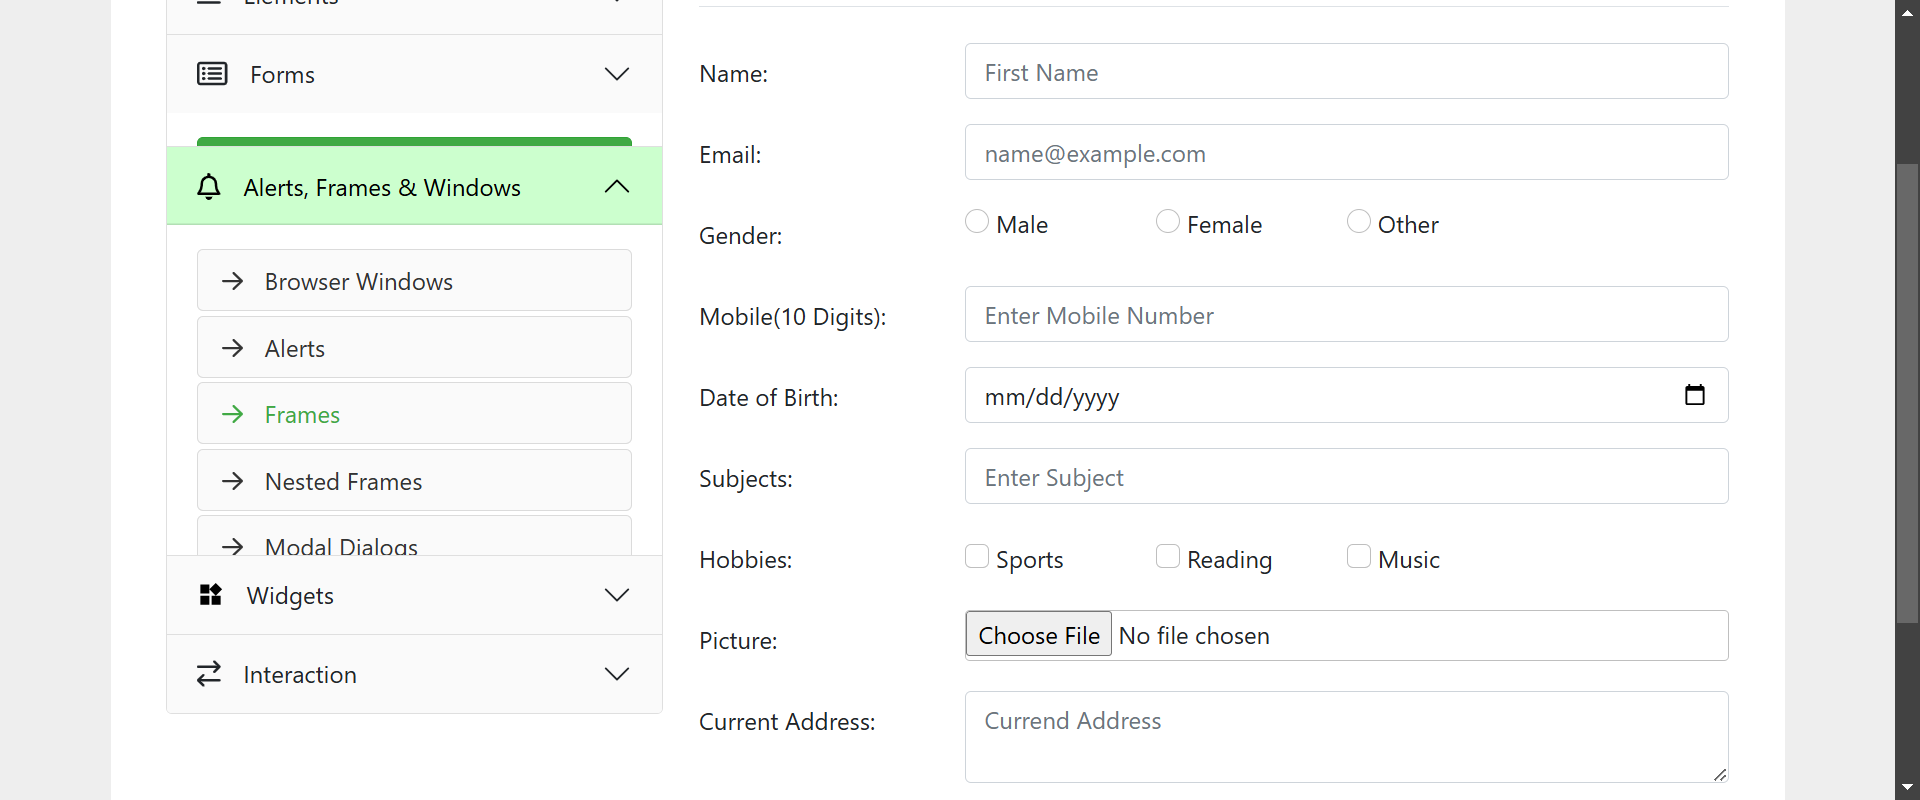 Elements
Forms
Alerts, Frames & Windows
Browser Windows
Alerts
Frames
Nested Frames
Modal Dialogs
Widgets
Interaction
Name:
First Name
Email:
name@example.com
Gender:
Male Female Other
Mobile(10 Digits):
Enter Mobile Number
Date of Birth:
mm/dd/yyyy
Subjects:
Enter Subject
Hobbies:
Sports Reading Music
Picture:
Choose File No file chosen
Current Address:
Currend Address